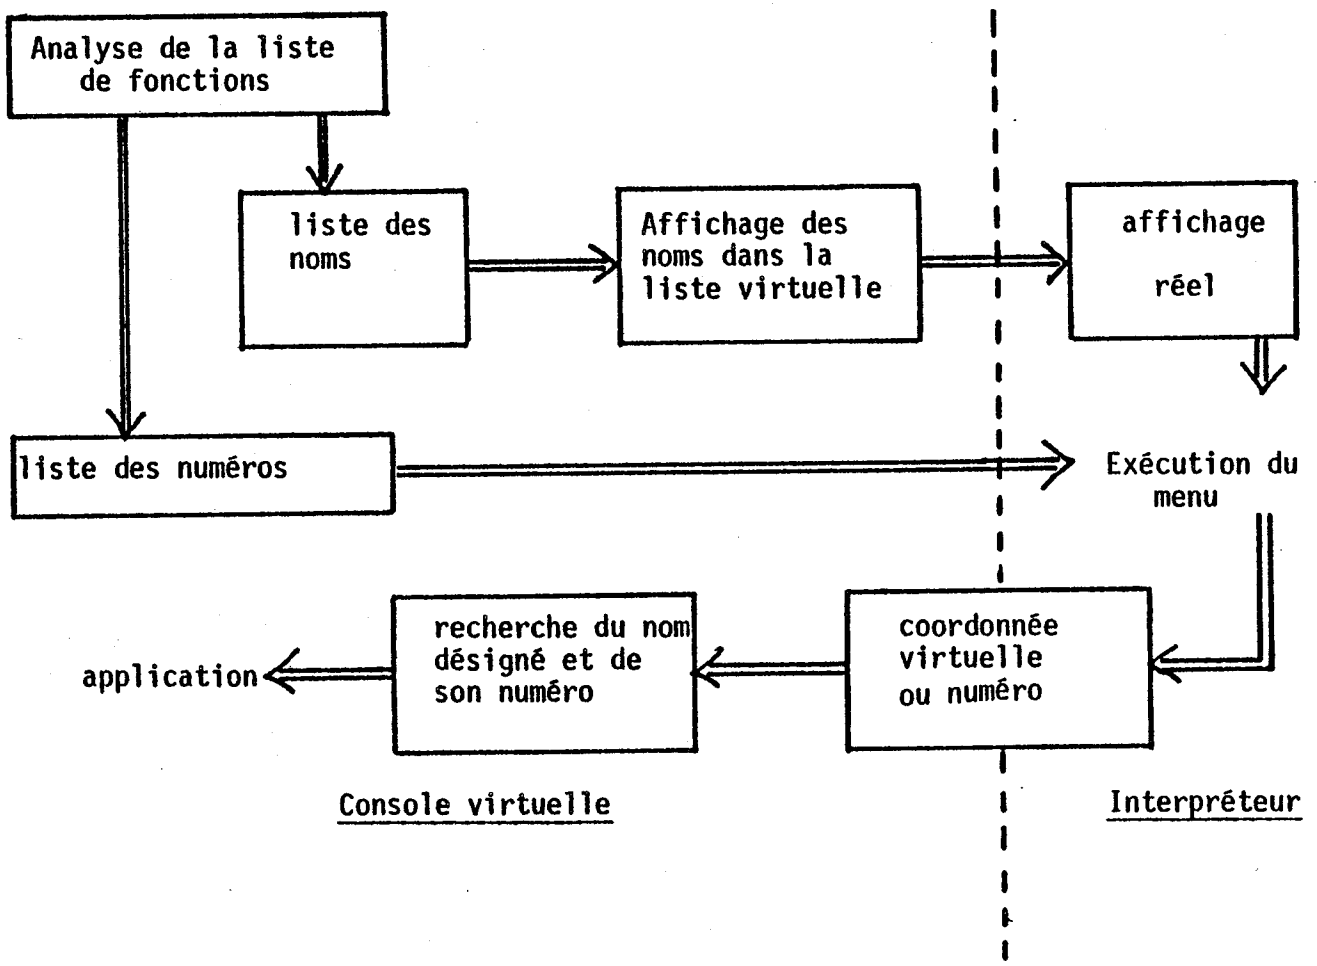 Analyse de la liste
de fonctions
liste des
noms
Affichage des
noms dans la
liste virtuelle
affichage
réel
liste des numéros
Exécution du
menu
application
recherche du nom
désigné et de
son numéro
coordonnée
virtuelle
ou numéro
Console virtuelle
Interpréteur